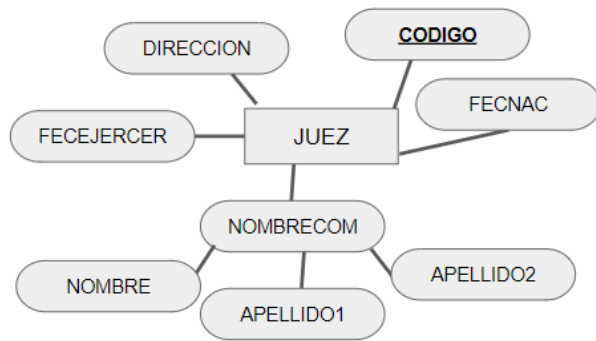 CODIGO
DIRECCION
FECNAC
FECEJERCER
JUEZ
NOMBRECOM
NOMBRE
APELLIDO2
APELLIDO1